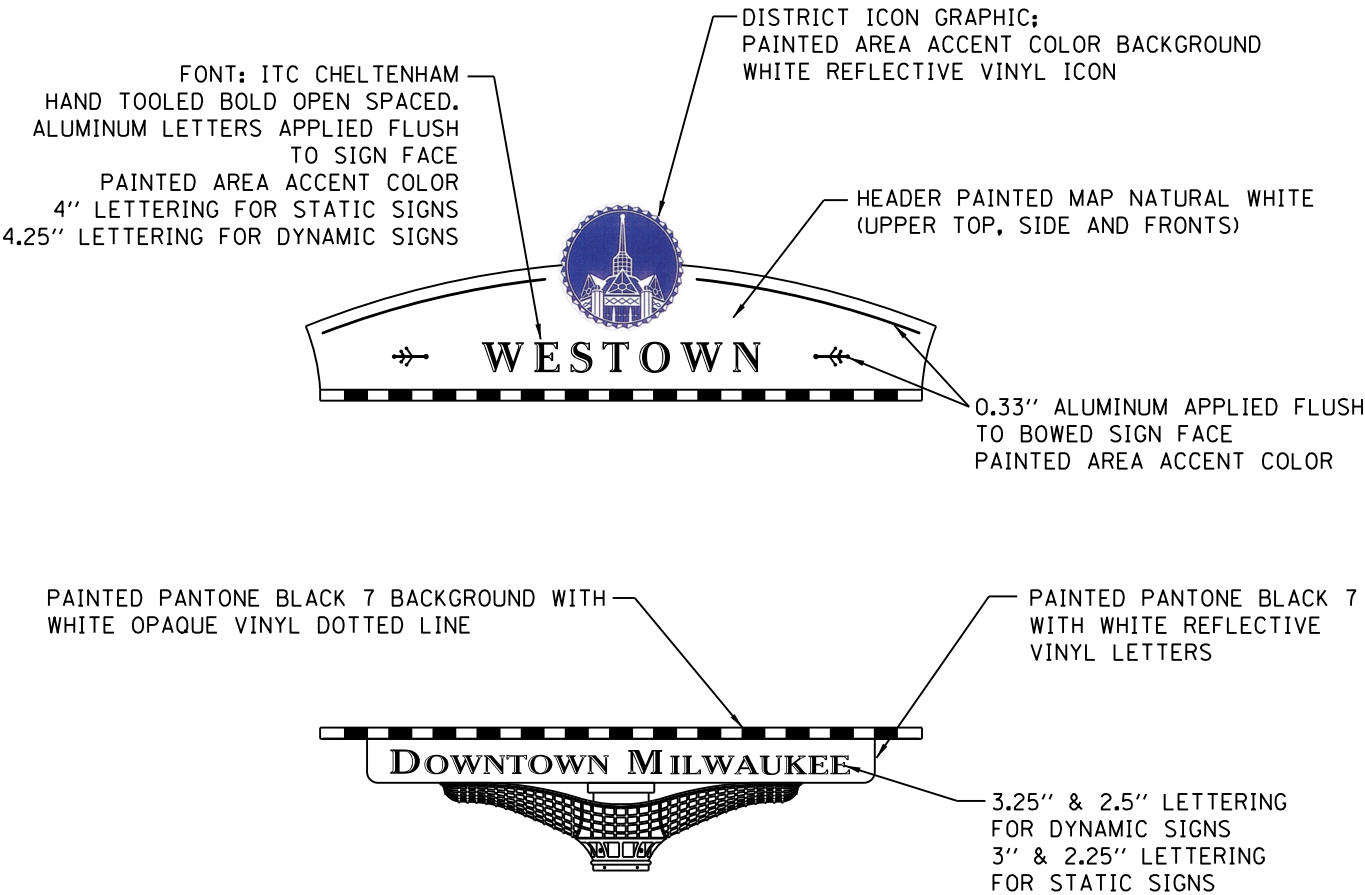 DISTRICT ICON GRAPHIC;
PAINTED AREA ACCENT COLOR BACKGROUND
WHITE REFLECTIVE VINYL ICON
FONT: ITC CHELTENHAM
HAND TOOLED BOLD OPEN SPACED.
ALUMINUM LETTERS APPLIED FLUSH
TO SIGN FACE
PAINTED AREA ACCENT COLOR
4'' LETTERING FOR STATIC SIGNS
4.25'' LETTERING FOR DYNAMIC SIGNS
HEADER PAINTED MAP NATURAL WHITE
(UPPER TOP, SIDE AND FRONTS)
WESTOWN
0.33'' ALUMINUM APPLIED FLUSH
TO BOWED SIGN FACE
PAINTED AREA ACCENT COLOR
PAINTED PANTONE BLACK 7 BACKGROUND WITH
WHITE OPAQUE VINYL DOTTED LINE
PAINTED PANTONE BLACK 7
WITH WHITE REFLECTIVE
VINYL LETTERS
DOWNTOWN MILWAUKEE
3.25'' & 2.5'' LETTERING
FOR DYNAMIC SIGNS
3'' & 2.25'' LETTERING
FOR STATIC SIGNS